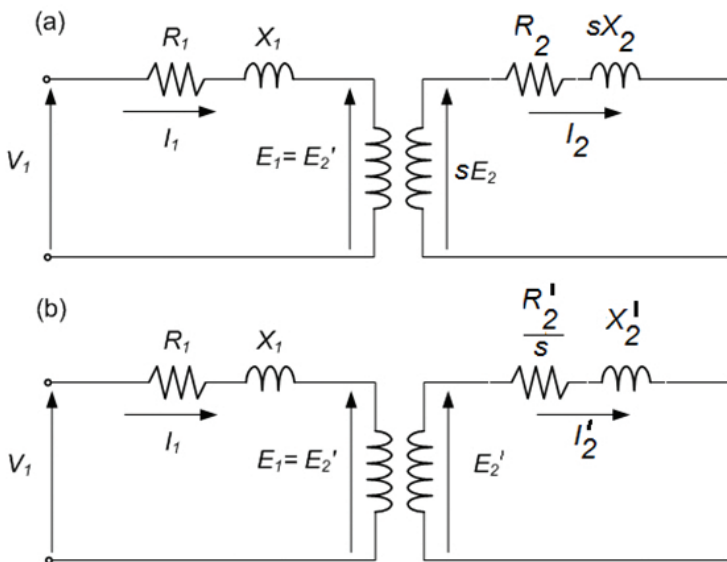 (a)
R₁ X₁ R₂ sX₂
I₁ I₂
V₁ E₁= E₂' sE₂
(b)
R₁ X₁ R₂'/s X₂'
I₁ I₂'
V₁ E₁= E₂' E₂'